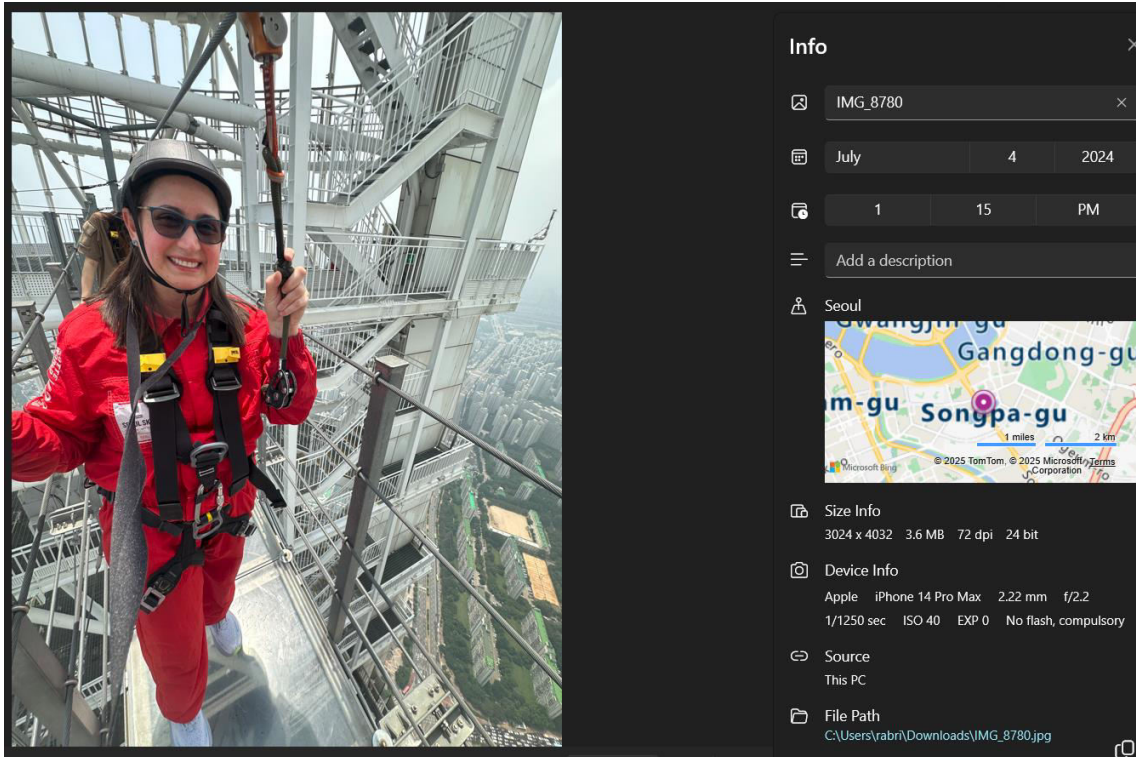 Info
IMG_8780
July 4 2024
1 15 PM
Add a description
Seoul
Gwangjin-gu
Gangdong-gu
m-gu
Songpa-gu
1 miles 2 km
Microsoft Bing
© 2025 TomTom, © 2025 Microsoft Corporation Terms
Size Info
3024 x 4032 3.6 MB 72 dpi 24 bit
Device Info
Apple iPhone 14 Pro Max 2.22 mm f/2.2
1/1250 sec ISO 40 EXP 0 No flash, compulsory
Source
This PC
File Path
C:\Users\rabri\Downloads\IMG_8780.jpg